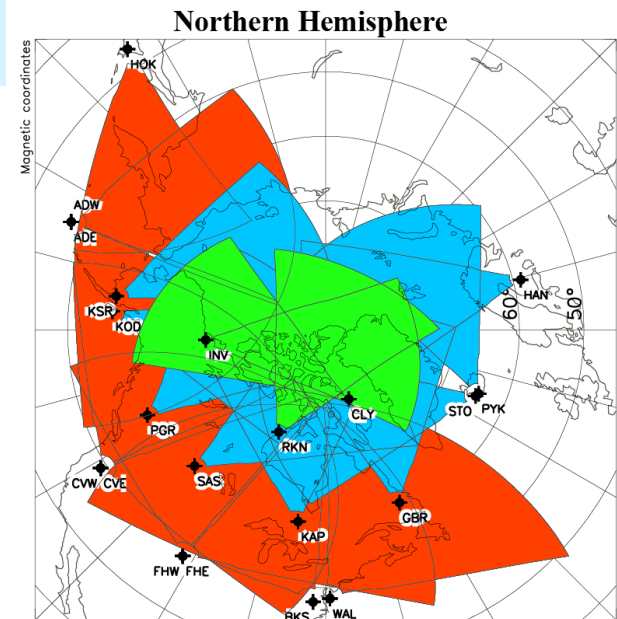 Northern Hemisphere
Magnetic coordinates
HOK
ADW
ADE
HAN
60°
50°
KSR
KOD
INV
CLY
STO
PYK
PGR
RKN
SAS
CVW CVE
GBR
KAP
FHW FHE
BKS
WAL